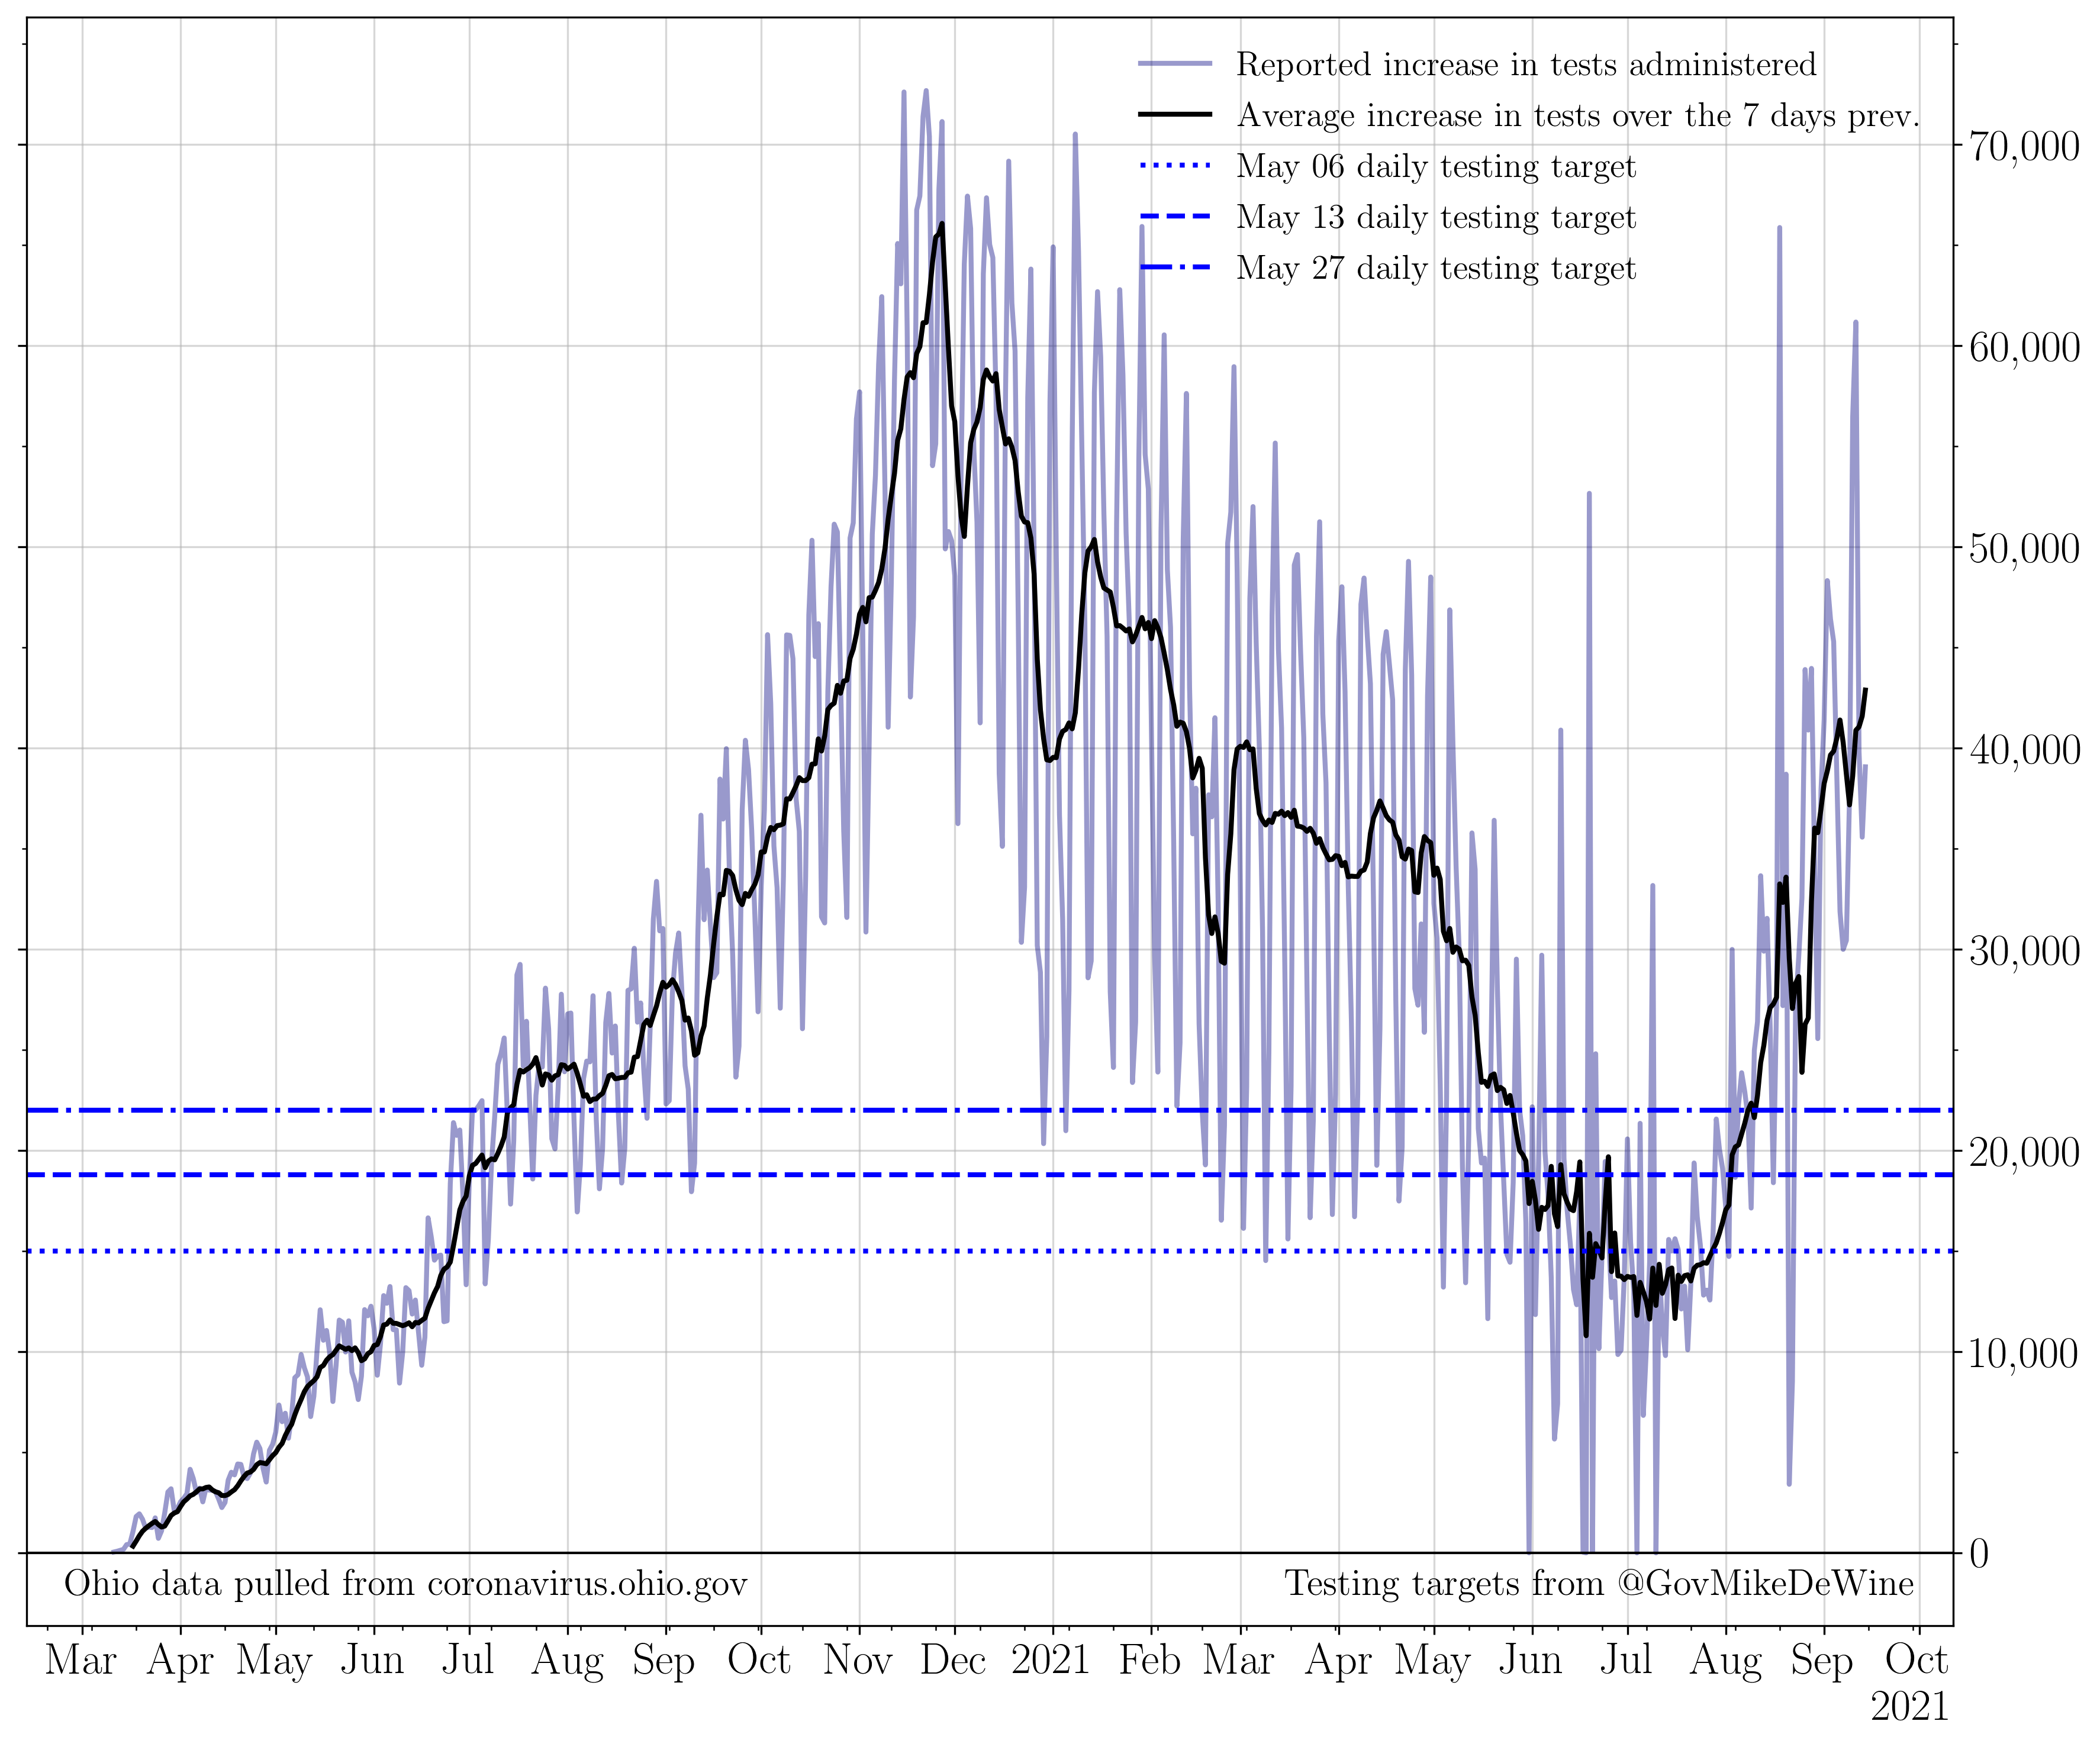 Reported increase in tests administered
Average increase in tests over the 7 days prev.
May 06 daily testing target
May 13 daily testing target
May 27 daily testing target
70,000
60,000
50,000
40,000
30,000
20,000
10,000
0
Ohio data pulled from coronavirus.ohio.gov Testing targets from @GovMikeDeWine
Mar Apr May Jun Jul Aug Sep Oct Nov Dec 2021 Feb Mar Apr May Jun Jul Aug Sep Oct
2021